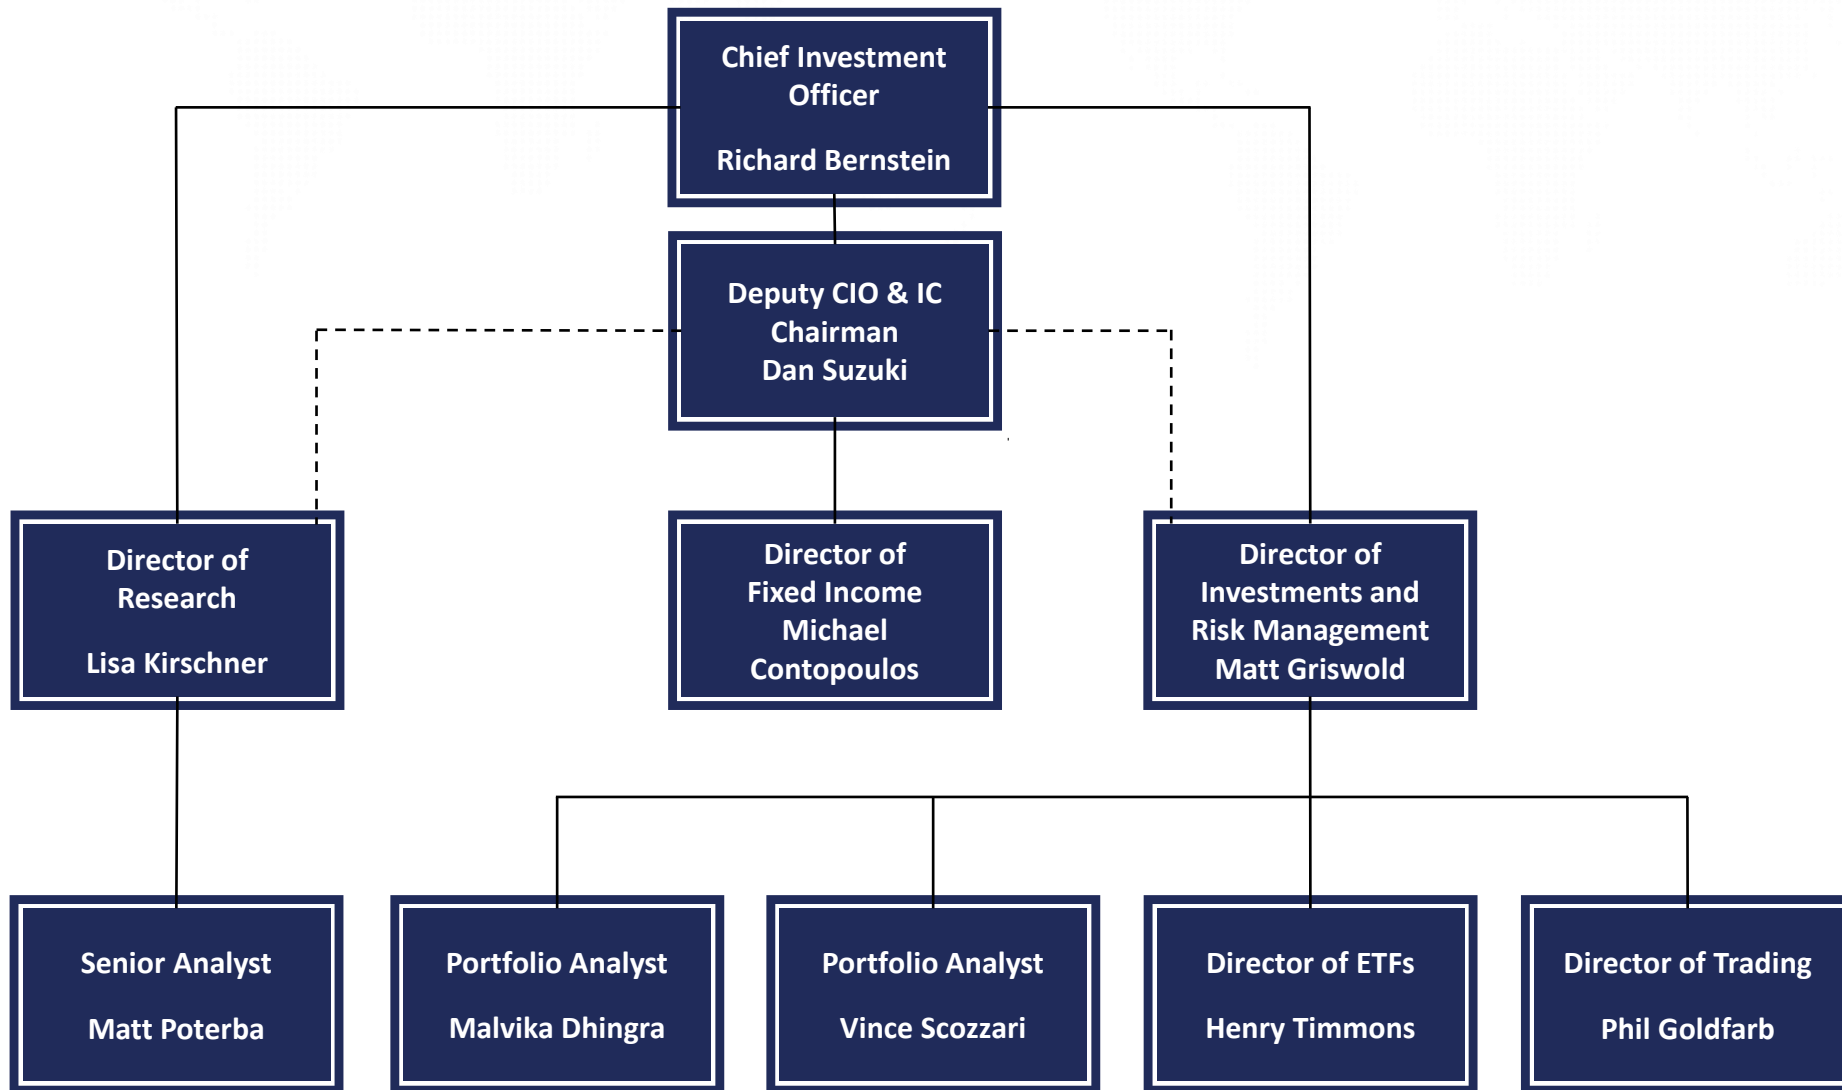 Chief Investment
Officer
Richard Bernstein
Deputy CIO & IC
Chairman
Dan Suzuki
Director of
Research
Lisa Kirschner
Director of
Fixed Income
Michael
Contopoulos
Director of
Investments and
Risk Management
Matt Griswold
Senior Analyst
Matt Poterba
Portfolio Analyst
Malvika Dhingra
Portfolio Analyst
Vince Scozzari
Director of ETFs
Henry Timmons
Director of Trading
Phil Goldfarb